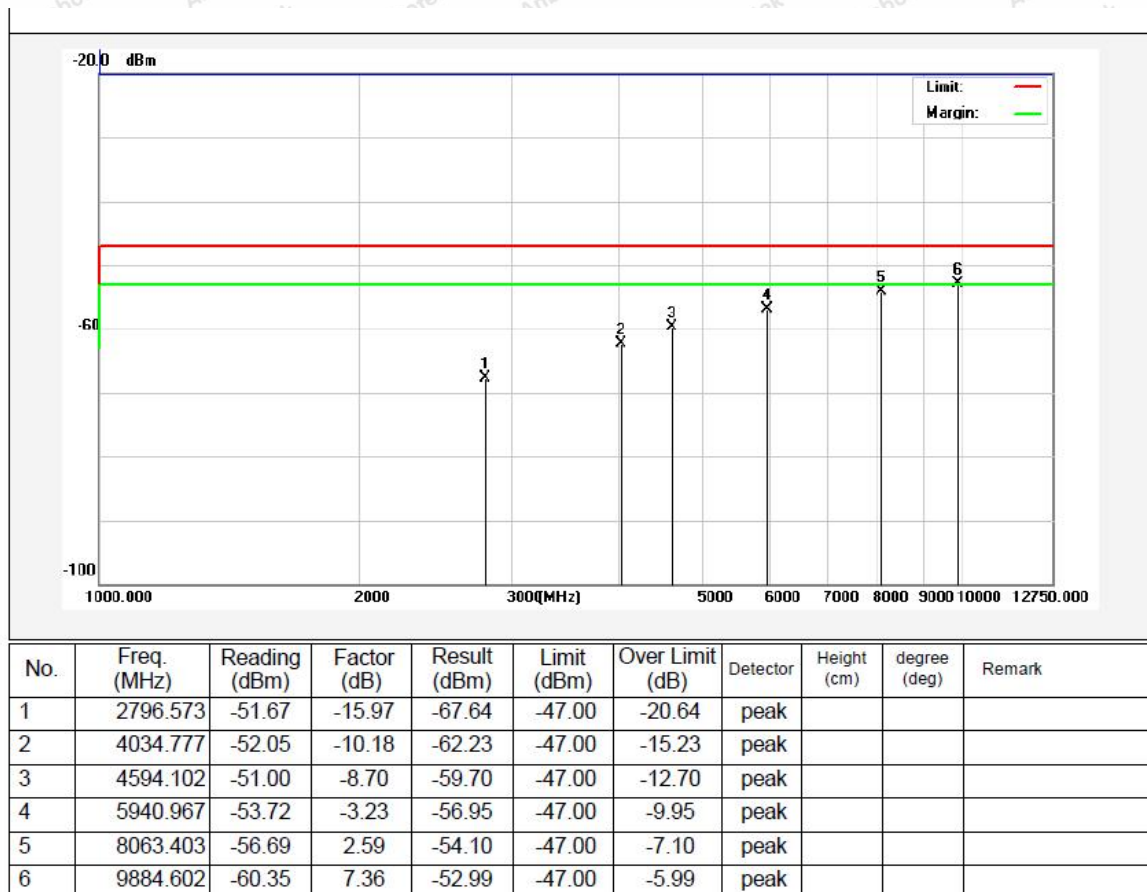 -20.0 dBm
Limit:
Margin:
6
5
4
3
-60
2
1
-100
1000.000 2000 3000 (MHz) 5000 6000 7000 8000 9000 10000 12750.000
No. Freq. (MHz) Reading (dBm) Factor (dB) Result (dBm) Limit (dBm) Over Limit (dB) Detector Height (cm) degree (deg) Remark
1 2796.573 -51.67 -15.97 -67.64 -47.00 -20.64 peak
2 4034.777 -52.05 -10.18 -62.23 -47.00 -15.23 peak
3 4594.102 -51.00 -8.70 -59.70 -47.00 -12.70 peak
4 5940.967 -53.72 -3.23 -56.95 -47.00 -9.95 peak
5 8063.403 -56.69 2.59 -54.10 -47.00 -7.10 peak
6 9884.602 -60.35 7.36 -52.99 -47.00 -5.99 peak